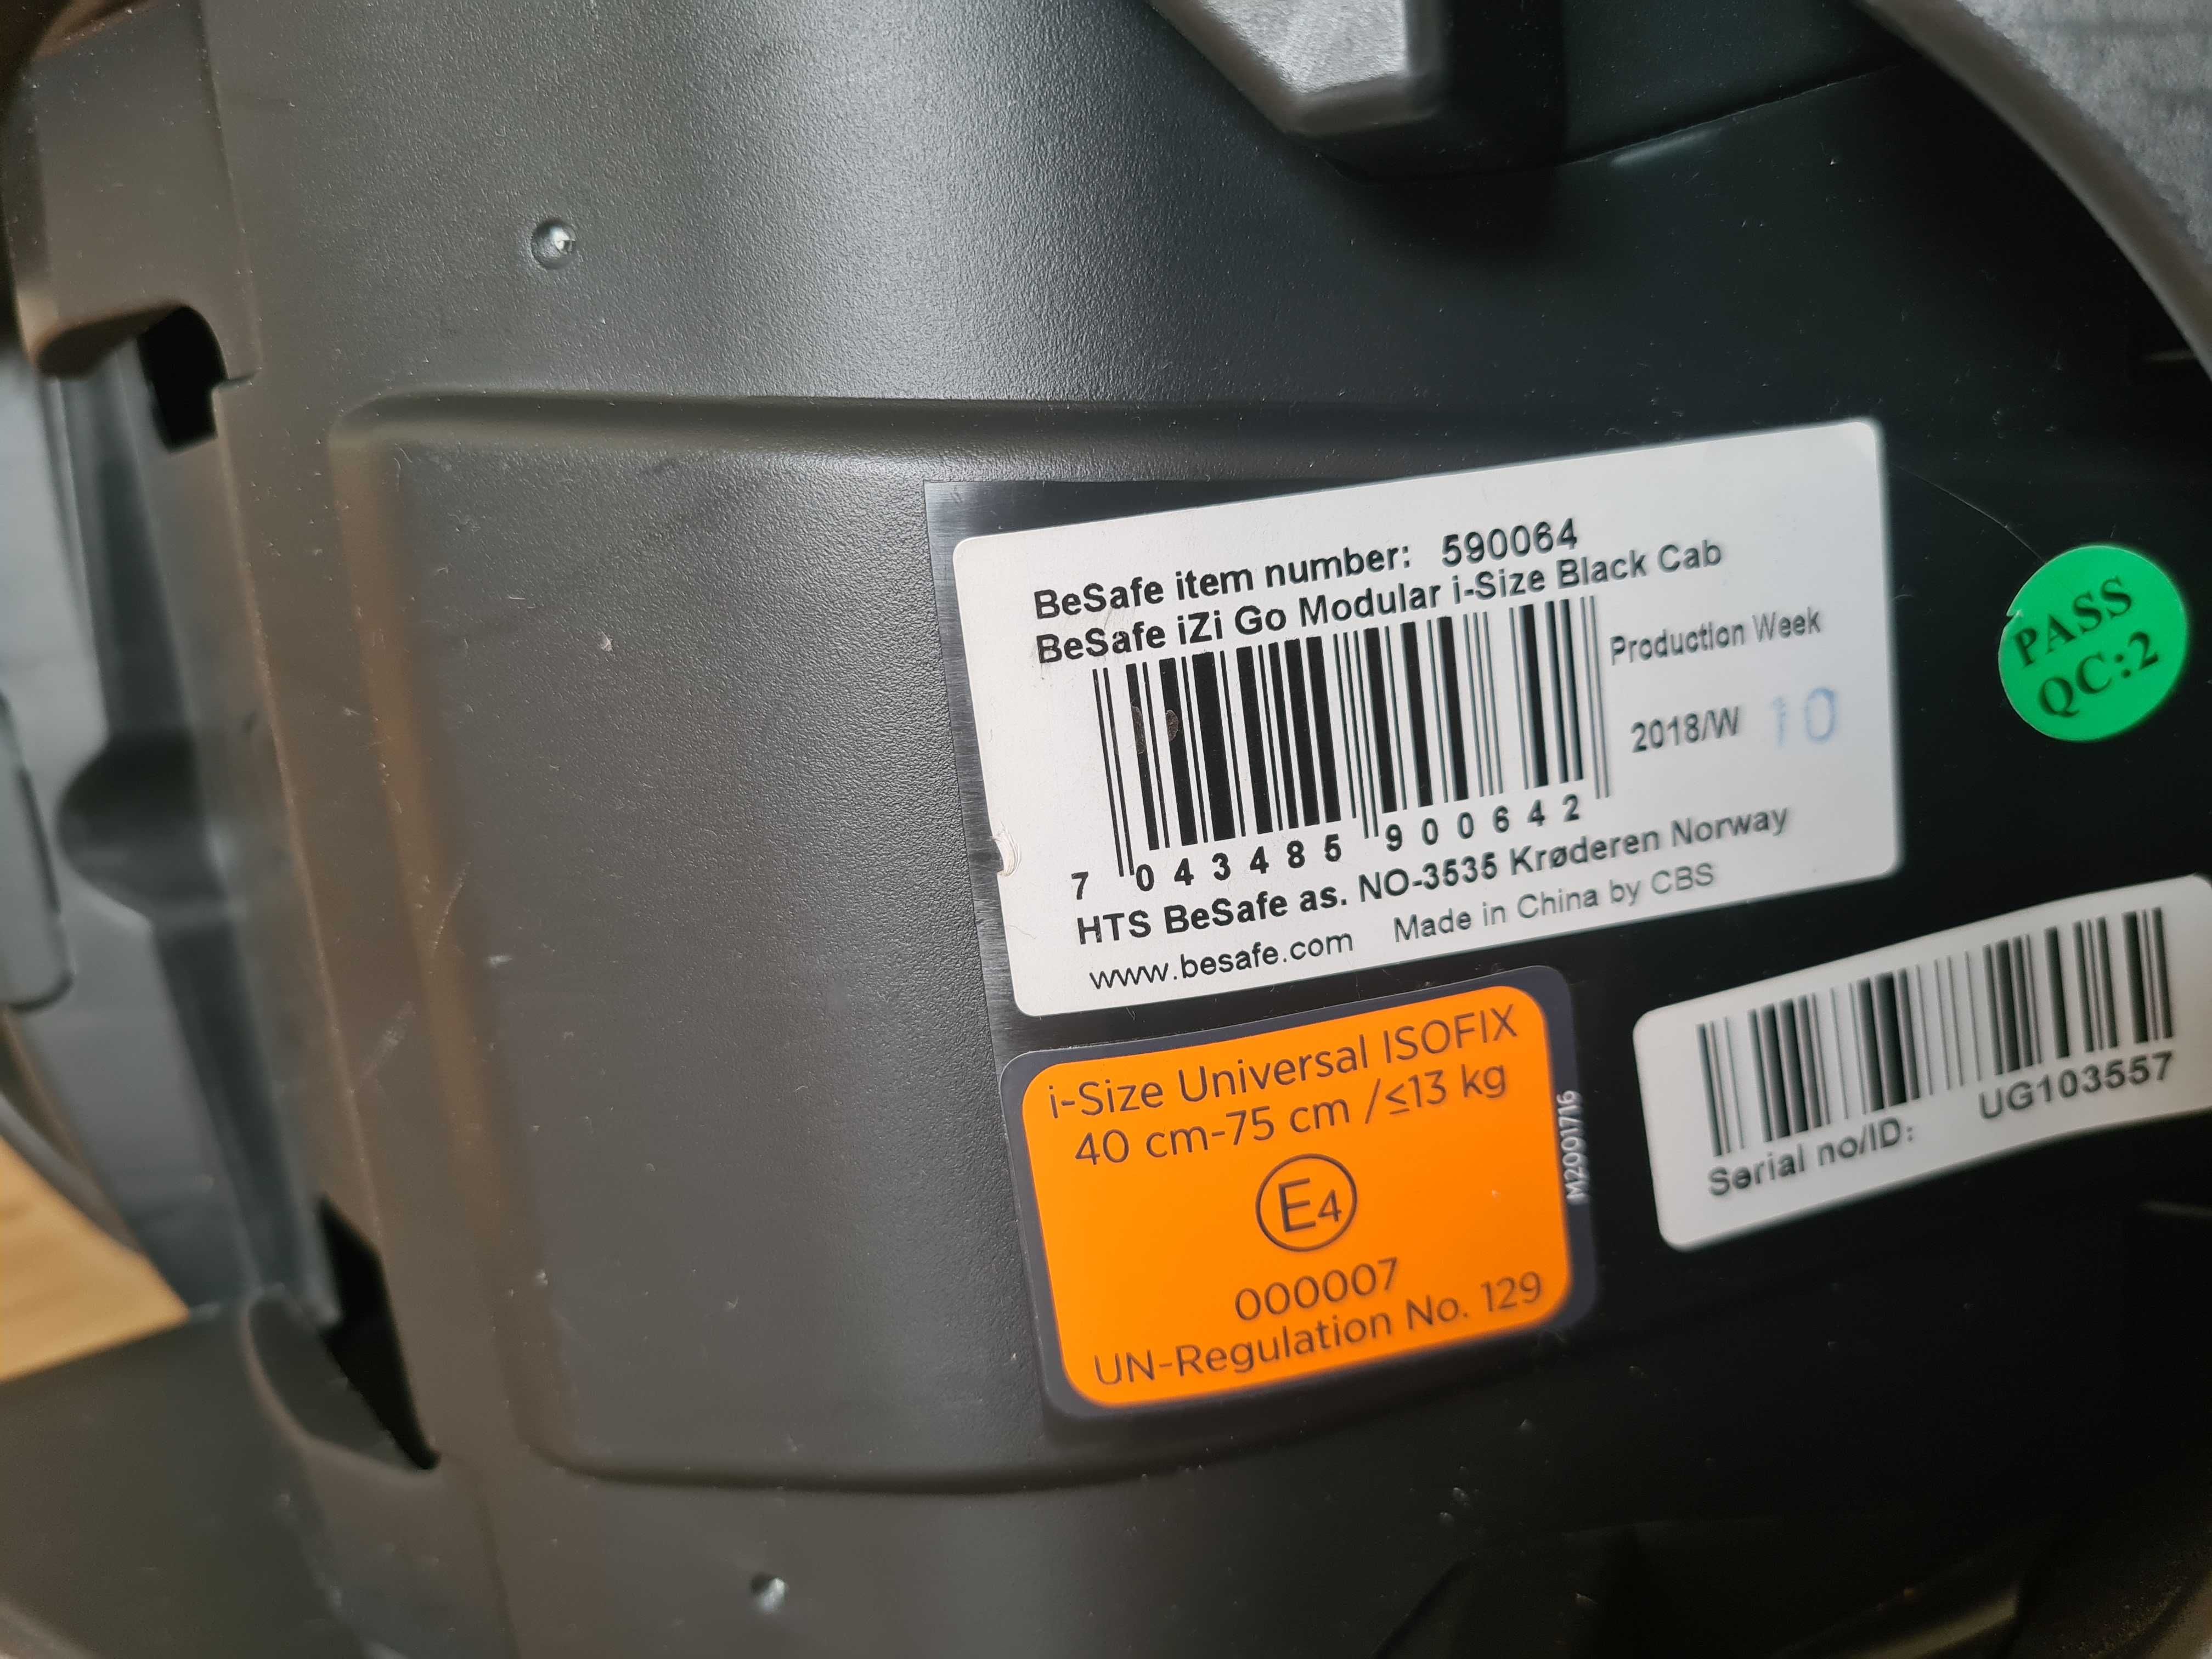 BeSafe item number: 590064
BeSafe iZi Go Modular i-Size Black Cab
Production Week
2018/W 10
7 043485 900642
HTS BeSafe as. NO-3535 Krøderen Norway
www.besafe.com Made in China by CBS
PASS
QC:2
i-Size Universal ISOFIX
40 cm-75 cm /≤13 kg
E4
000007
UN-Regulation No. 129
M2991716
Serial no/ID: UG103557